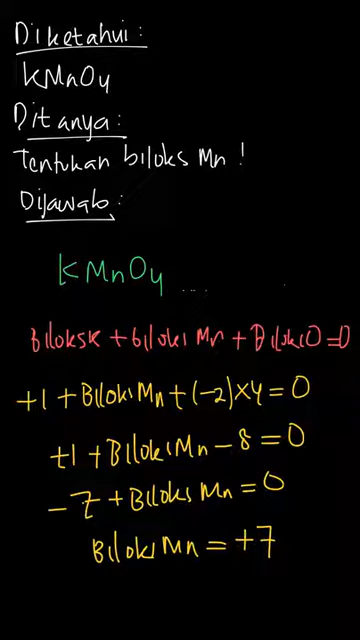 Diketahui:
KMnO4
Ditanya:
Tentukan biloks Mn!
Dijawab:
KMnO4 ....
Biloks K + biloks Mn + Biloks O = 0
+1 + Biloks Mn + (-2) x 4 = 0
+1 + Biloks Mn - 8 = 0
-7 + Biloks Mn = 0
Biloks Mn = +7